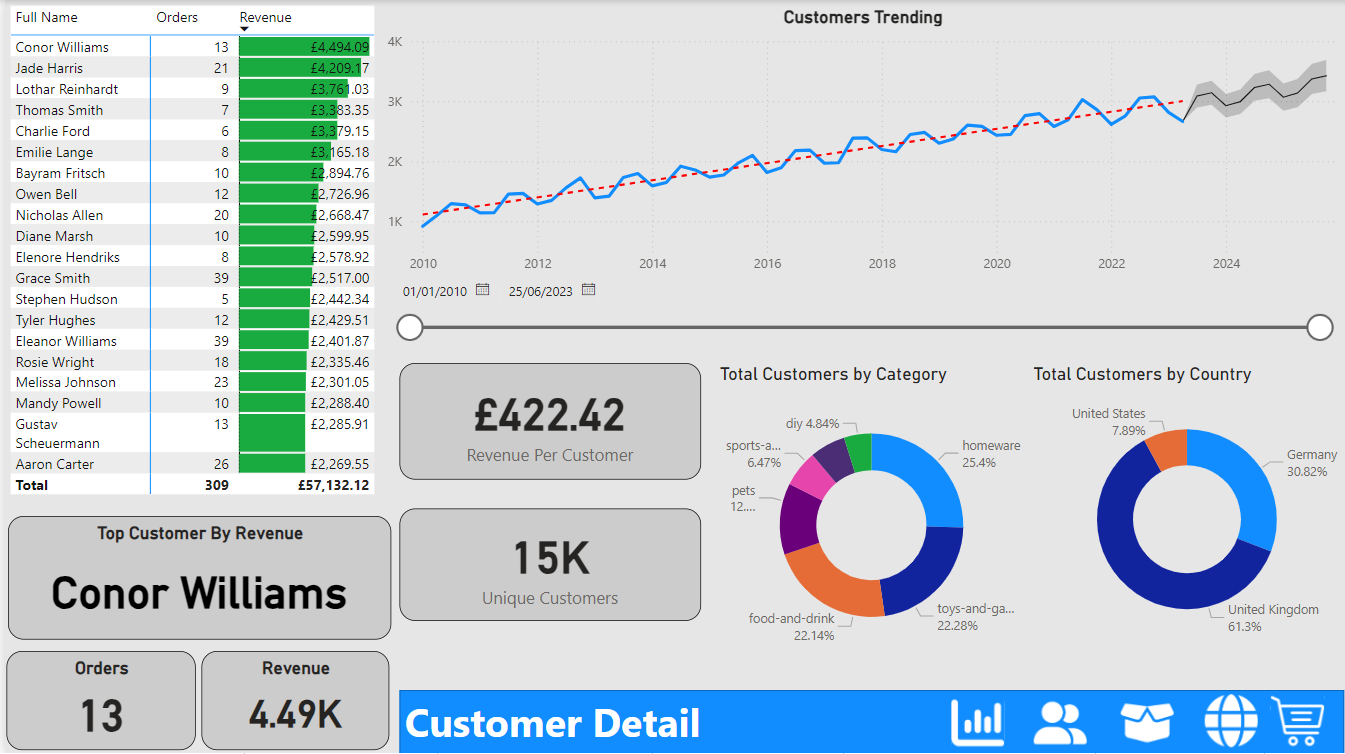 Full Name Orders Revenue
Conor Williams 13 £4,494.09
Jade Harris 21 £4,209.17
Lothar Reinhardt 9 £3,761.03
Thomas Smith 7 £3,383.35
Charlie Ford 6 £3,379.15
Emilie Lange 8 £3,165.18
Bayram Fritsch 10 £2,894.76
Owen Bell 12 £2,726.96
Nicholas Allen 20 £2,668.47
Diane Marsh 10 £2,599.95
Elenore Hendriks 8 £2,578.92
Grace Smith 39 £2,517.00
Stephen Hudson 5 £2,442.34
Tyler Hughes 12 £2,429.51
Eleanor Williams 39 £2,401.87
Rosie Wright 18 £2,335.46
Melissa Johnson 23 £2,301.05
Mandy Powell 10 £2,288.40
Gustav 13 £2,285.91
Scheuermann
Aaron Carter 26 £2,269.55
Total 309 £57,132.12
Top Customer By Revenue
Conor Williams
Orders
13
Revenue
4.49K
Customers Trending
4K
3K
2K
1K
2010 2012 2014 2016 2018 2020 2022 2024
01/01/2010 25/06/2023
£422.42
Revenue Per Customer
15K
Unique Customers
Total Customers by Category
diy 4.84%
sports-a...
6.47%
pets
12....
food-and-drink
22.14%
homeware
25.4%
toys-and-ga...
22.28%
Total Customers by Country
United States
7.89%
Germany
30.82%
United Kingdom
61.3%
Customer Detail